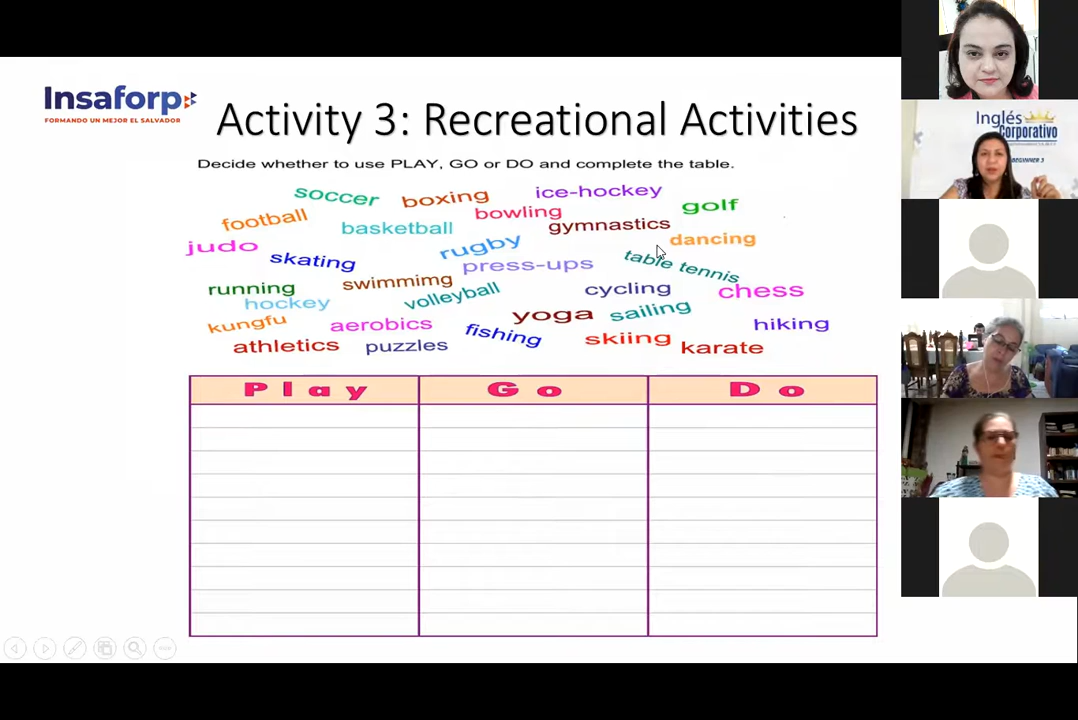 Insaforp
FORMANDO UN MEJOR EL SALVADOR
Activity 3: Recreational Activities
Decide whether to use PLAY, GO or DO and complete the table.
soccer boxing ice-hockey golf
football basketball bowling gymnastics dancing
judo skating rugby press-ups table tennis
running swimmimg volleyball cycling chess
hockey
kungfu aerobics fishing yoga sailing hiking
athletics puzzles skiing karate
Play Go Do
Inglés
Corporativo
BEGINNER 3